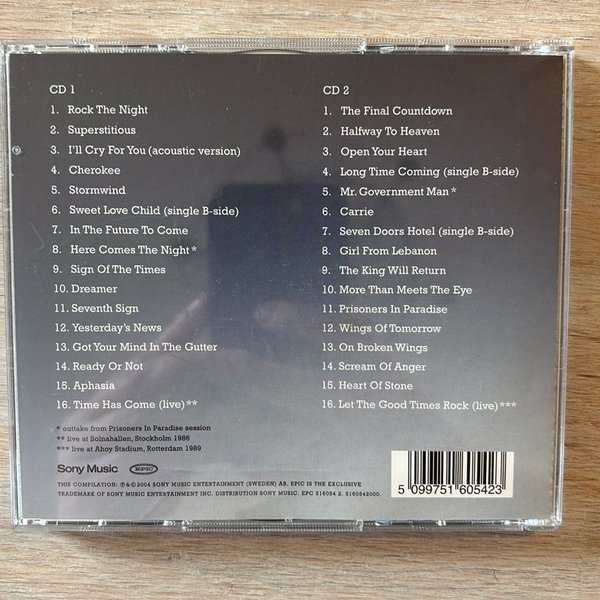 CD 1
1. Rock The Night
2. Superstitious
3. I'll Cry For You (acoustic version)
4. Cherokee
5. Stormwind
6. Sweet Love Child (single B-side)
7. In The Future To Come
8. Here Comes The Night *
9. Sign Of The Times
10. Dreamer
11. Seventh Sign
12. Yesterday's News
13. Got Your Mind In The Gutter
14. Ready Or Not
15. Aphasia
16. Time Has Come (live) **
* outtake from Prisoners In Paradise session
** live at Solnahallen, Stockholm 1986
*** live at Ahoy Stadium, Rotterdam 1989
CD 2
1. The Final Countdown
2. Halfway To Heaven
3. Open Your Heart
4. Long Time Coming (single B-side)
5. Mr. Government Man *
6. Carrie
7. Seven Doors Hotel (single B-side)
8. Girl From Lebanon
9. The King Will Return
10. More Than Meets The Eye
11. Prisoners In Paradise
12. Wings Of Tomorrow
13. On Broken Wings
14. Scream Of Anger
15. Heart Of Stone
16. Let The Good Times Rock (live) ***
Sony Music epic
THIS COMPILATION: ℗ & © 2004 SONY MUSIC ENTERTAINMENT (SWEDEN) AB. EPIC IS THE EXCLUSIVE
TRADEMARK OF SONY MUSIC ENTERTAINMENT INC. DISTRIBUTION SONY MUSIC. EPC 516054 2. 5160542000.
5 099751 605423